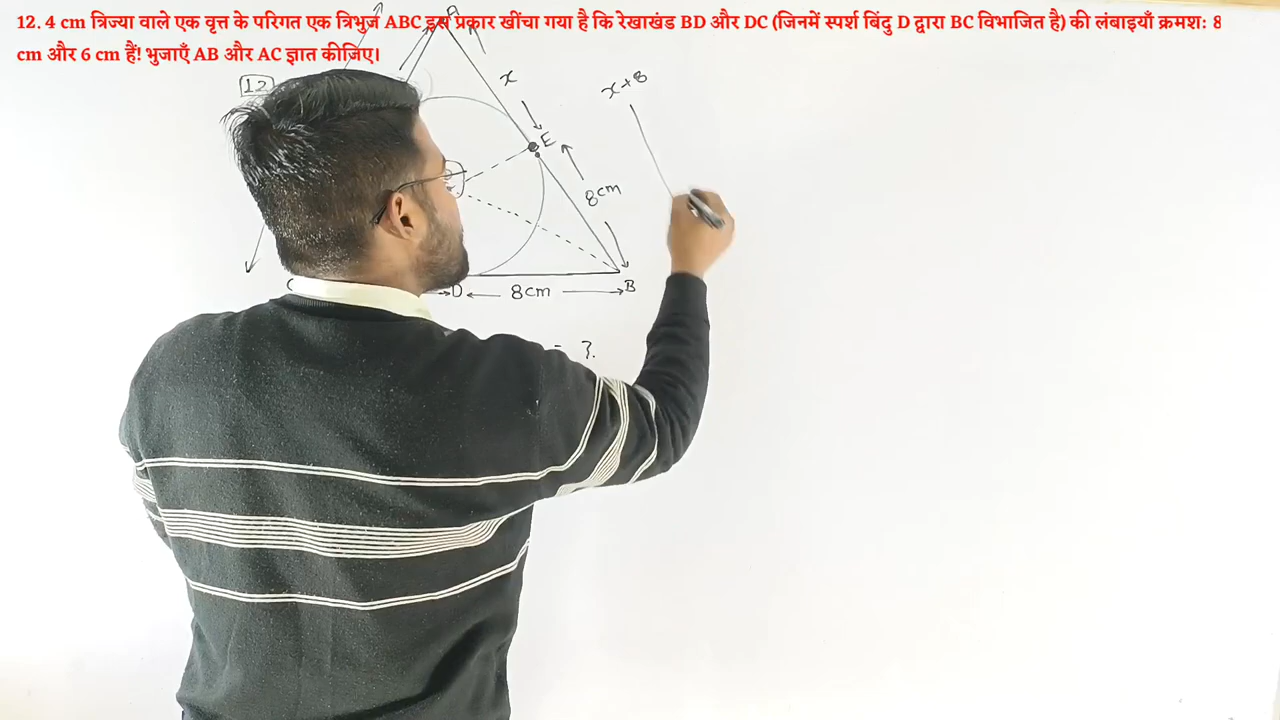 12. 4 cm त्रिज्या वाले एक वृत्त के परिगत एक त्रिभुज ABC इस प्रकार खींचा गया है कि रेखाखंड BD और DC (जिनमें स्पर्श बिंदु D द्वारा BC विभाजित है) की लंबाइयाँ क्रमश: 8
cm और 6 cm हैं! भुजाएँ AB और AC ज्ञात कीजिए।
A
12
x
x+8
E
8cm
C
D
8cm
B
= ?.